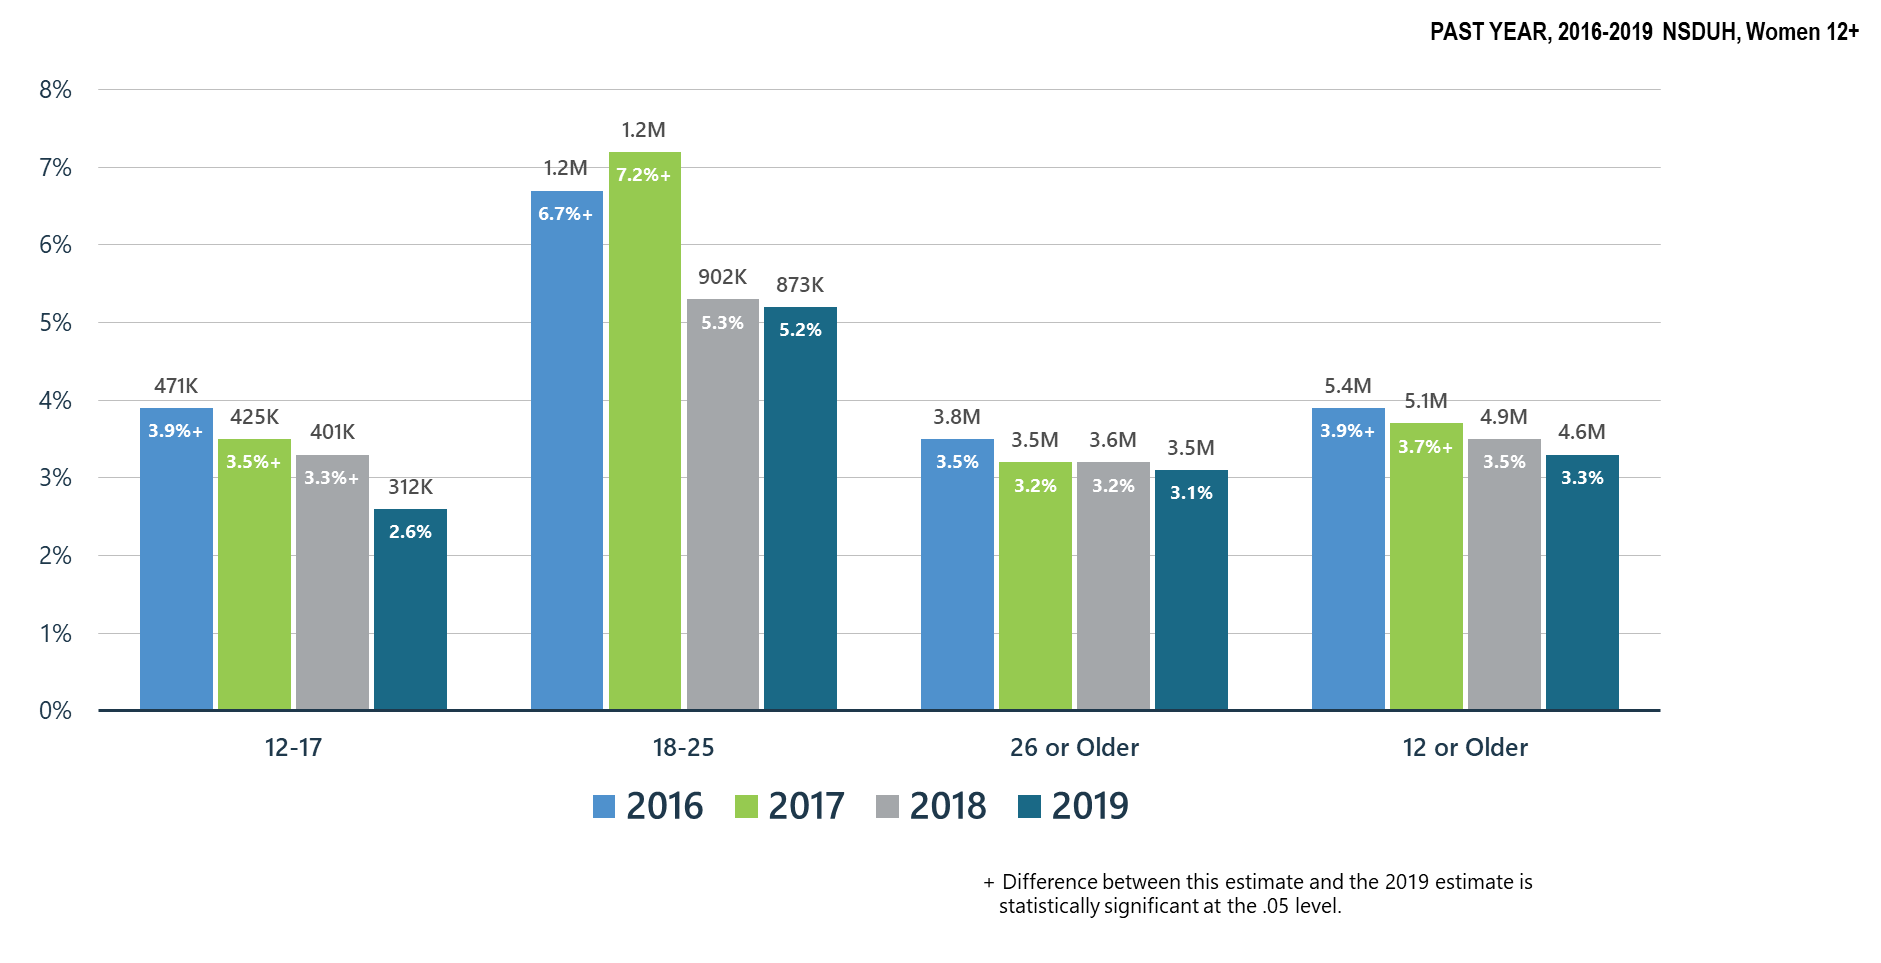 PAST YEAR, 2016-2019 NSDUH, Women 12+
8%
7%
6%
5%
4%
3%
2%
1%
0%
471K
3.9%+
425K
3.5%+
401K
3.3%+
312K
2.6%
1.2M
6.7%+
1.2M
7.2%+
902K
5.3%
873K
5.2%
3.8M
3.5%
3.5M
3.2%
3.6M
3.2%
3.5M
3.1%
5.4M
3.9%+
5.1M
3.7%+
4.9M
3.5%
4.6M
3.3%
12-17
18-25
26 or Older
12 or Older
2016
2017
2018
2019
+ Difference between this estimate and the 2019 estimate is
statistically significant at the .05 level.